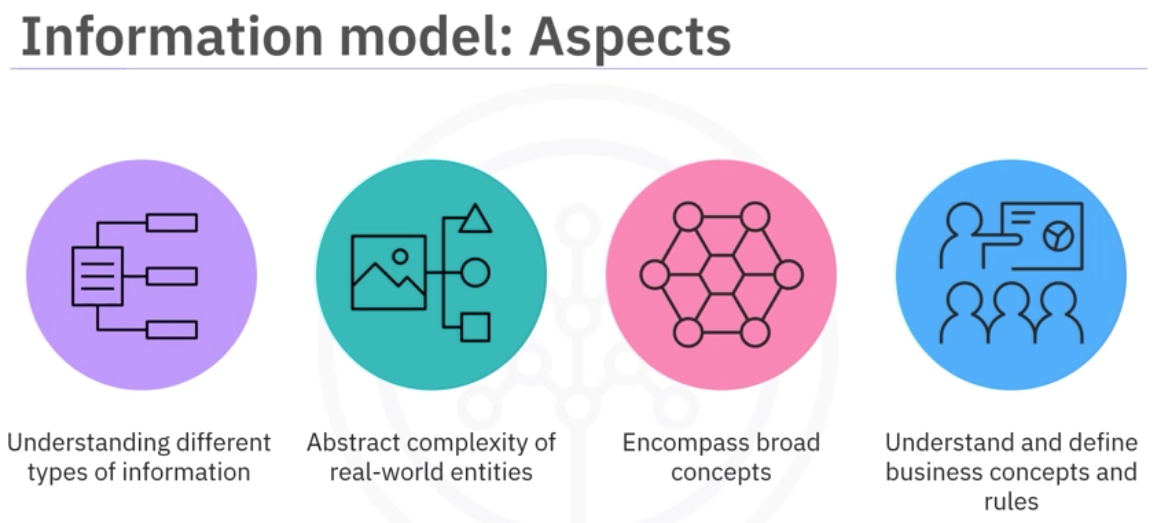 Information model: Aspects
Understanding different
types of information
Abstract complexity of
real-world entities
Encompass broad
concepts
Understand and define
business concepts and
rules